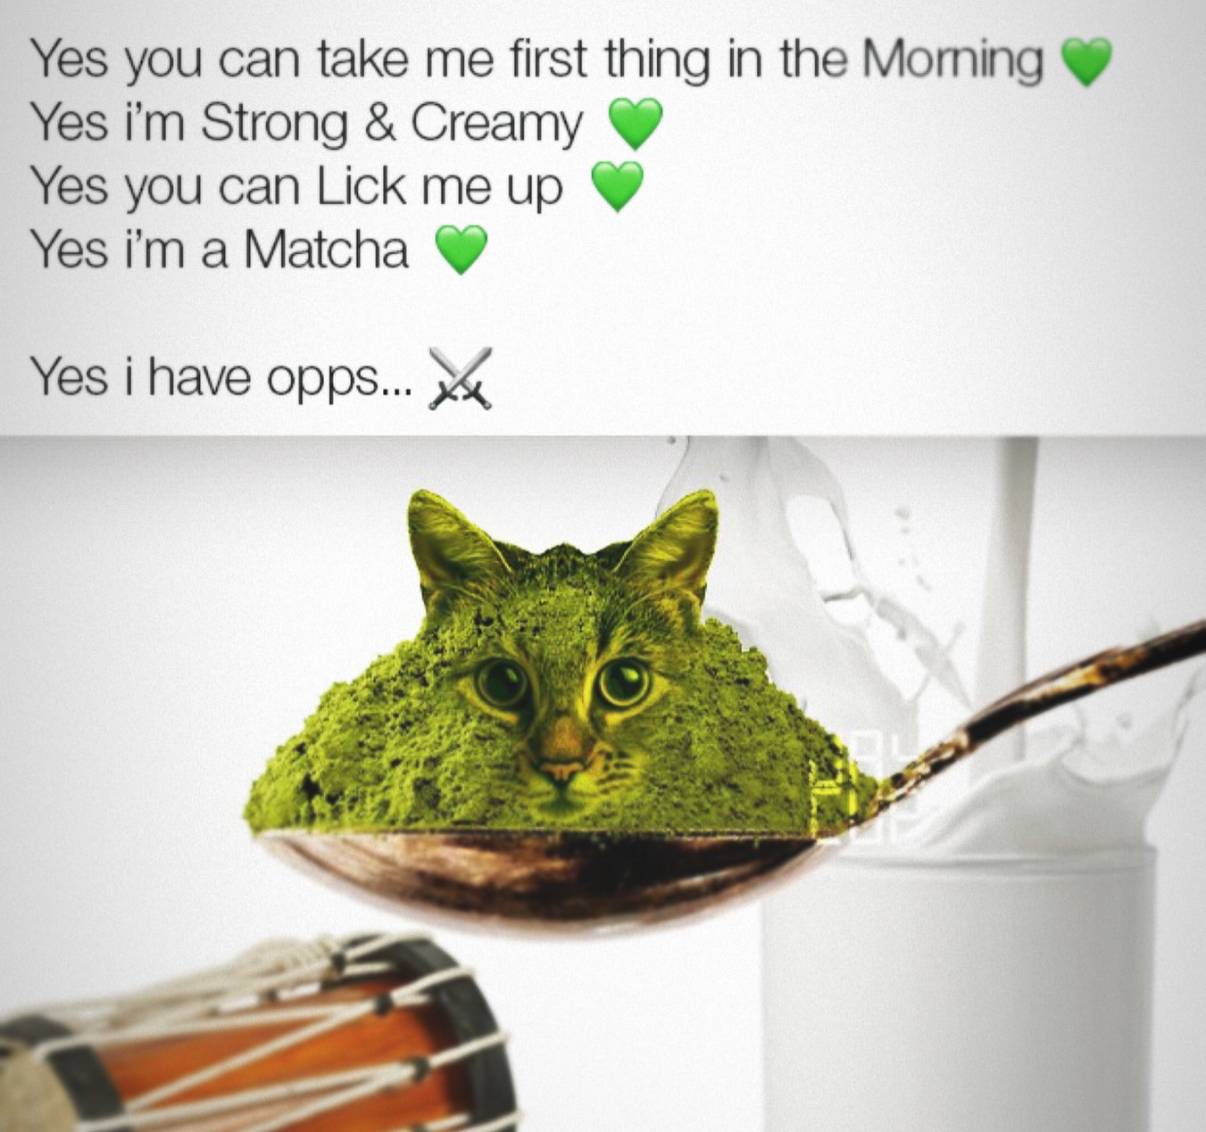 Yes you can take me first thing in the Morning 💚
Yes i’m Strong & Creamy 💚
Yes you can Lick me up 💚
Yes i’m a Matcha 💚
Yes i have opps... ⚔️